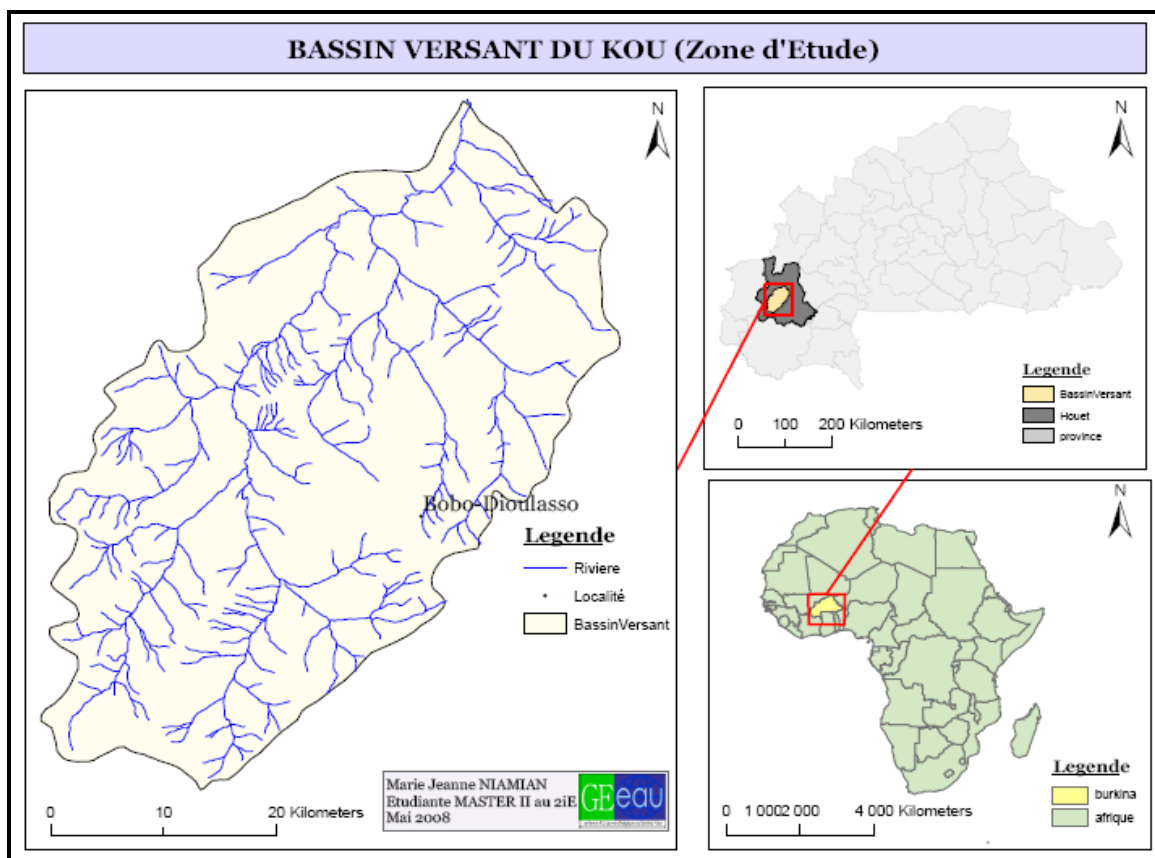 BASSIN VERSANT DU KOU (Zone d'Etude)
N
Bobo-Dioulasso
Legende
Riviere
Localité
BassinVersant
0 10 20 Kilometers
Marie Jeanne NIAMIAN
Etudiante MASTER II au 2iE
Mai 2008
GEeau
N
Legende
BassinVersant
Houet
province
0 100 200 Kilometers
N
Legende
burkina
afrique
0 1 0002 000 4 000 Kilometers